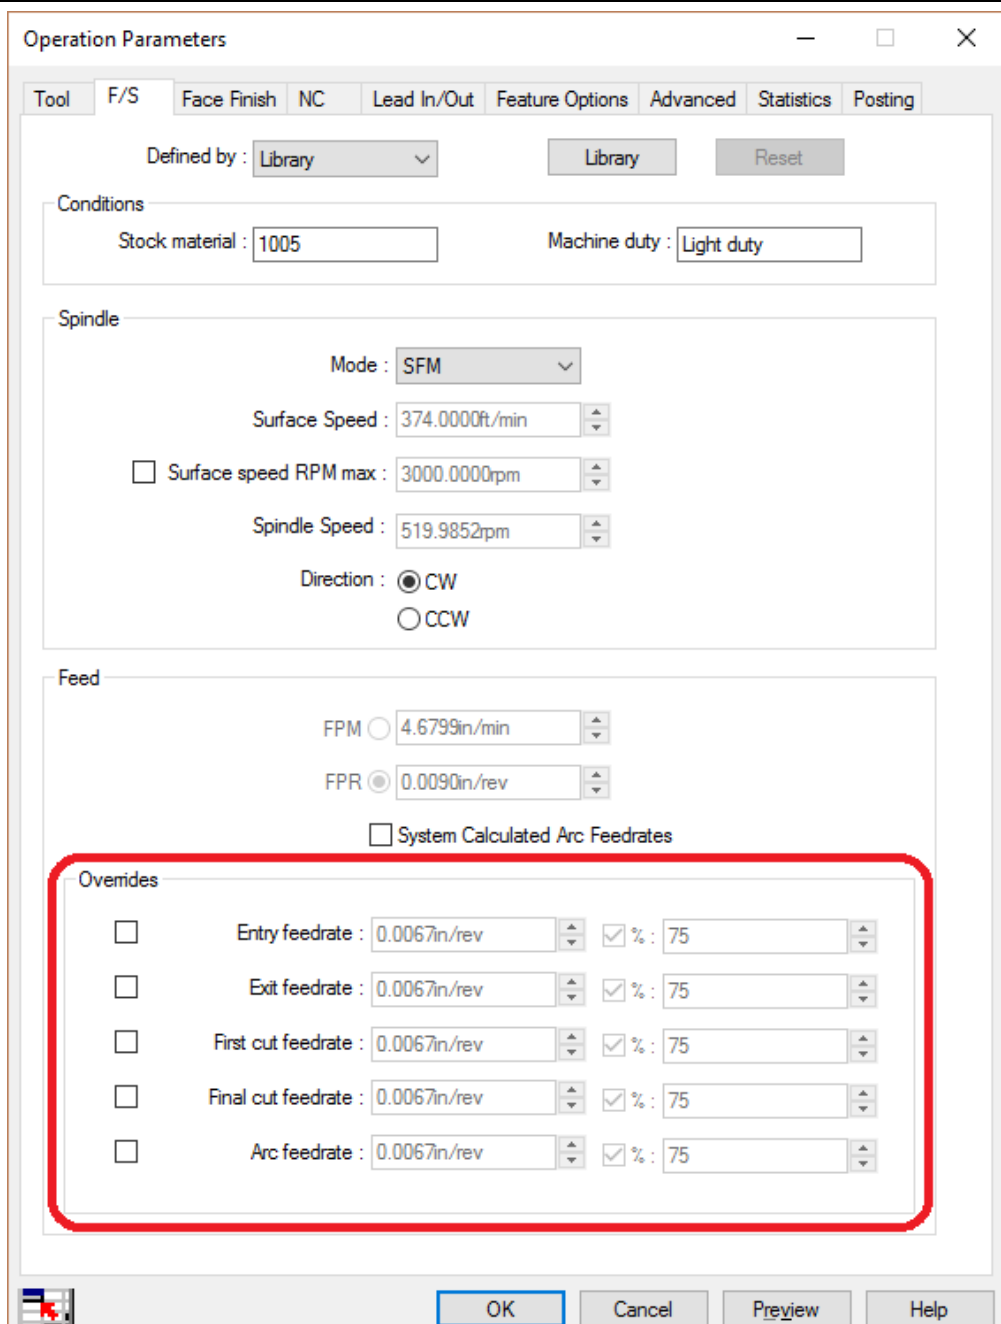 Operation Parameters
Tool F/S Face Finish NC Lead In/Out Feature Options Advanced Statistics Posting
Defined by : Library Library Reset
Conditions
Stock material : 1005 Machine duty : Light duty
Spindle
Mode : SFM
Surface Speed : 374.0000ft/min
Surface speed RPM max : 3000.0000rpm
Spindle Speed : 519.9852rpm
Direction : CW
CCW
Feed
FPM 4.6799in/min
FPR 0.0090in/rev
System Calculated Arc Feedrates
Overrides
Entry feedrate : 0.0067in/rev % : 75
Exit feedrate : 0.0067in/rev % : 75
First cut feedrate : 0.0067in/rev % : 75
Final cut feedrate : 0.0067in/rev % : 75
Arc feedrate : 0.0067in/rev % : 75
OK Cancel Preview Help